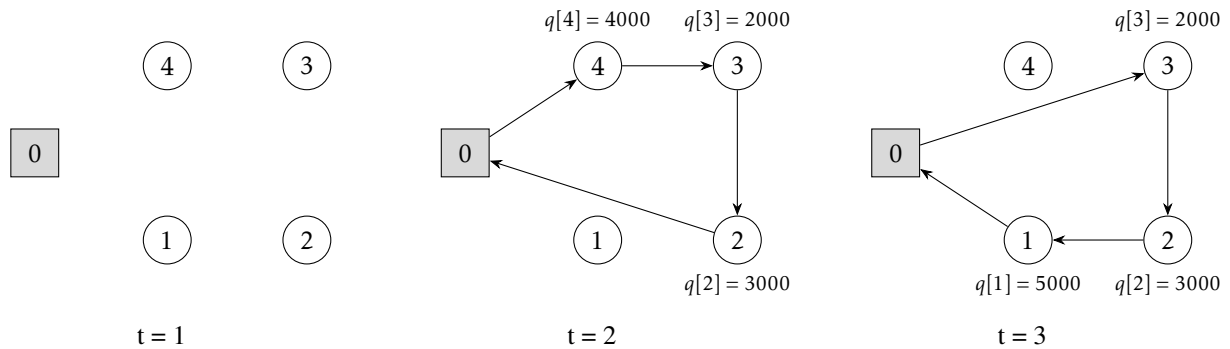 q[4] = 4000 q[3] = 2000 q[3] = 2000
4 3 4 3 4 3
0 0 0
1 2 1 2 1 2
q[2] = 3000 q[1] = 5000 q[2] = 3000
t = 1 t = 2 t = 3